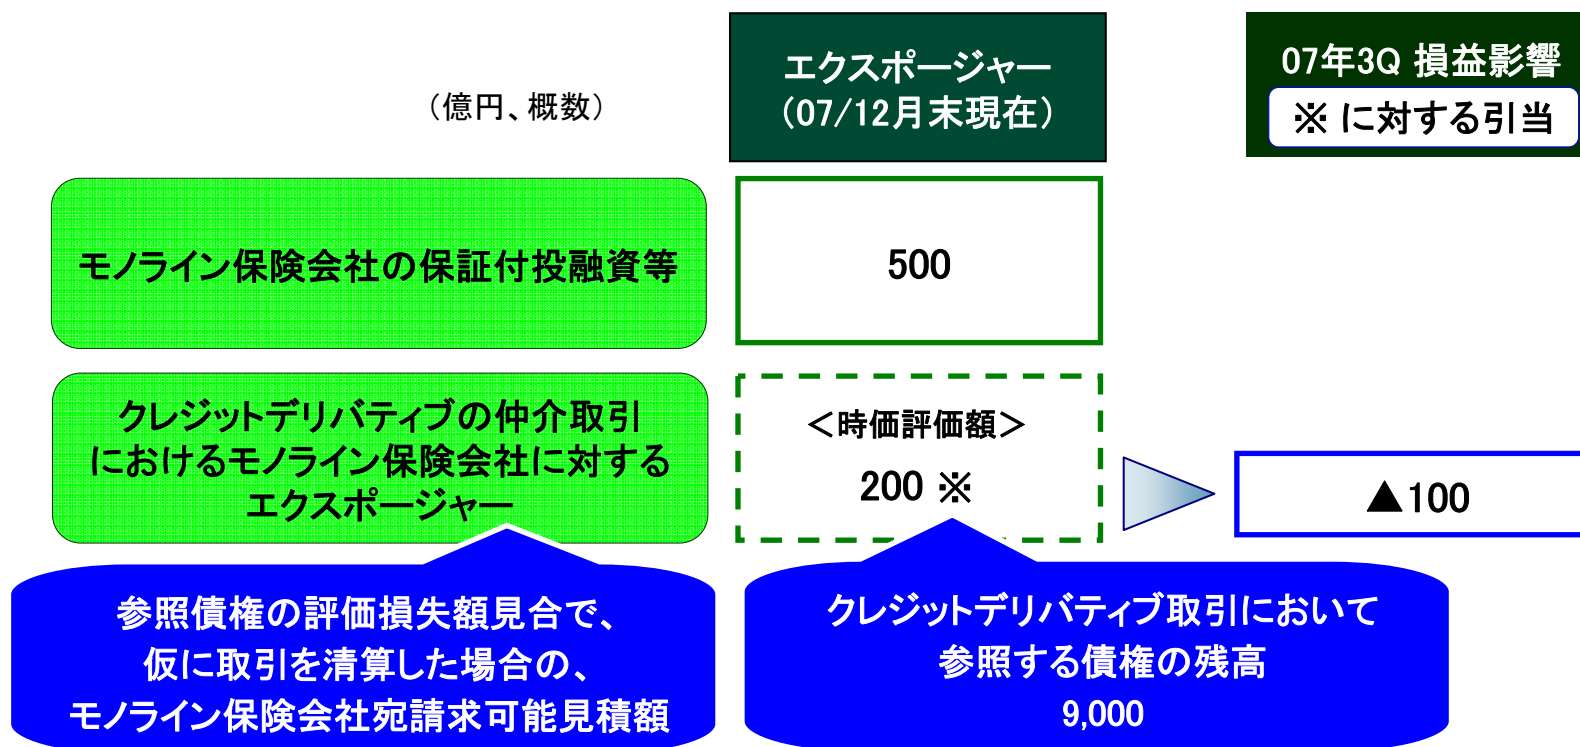 (億円、概数)
エクスポージャー
(07/12月末現在)
07年3Q 損益影響
※ に対する引当
モノライン保険会社の保証付投融資等
500
クレジットデリバティブの仲介取引
におけるモノライン保険会社に対する
エクスポージャー
＜時価評価額＞
200 ※
▲100
参照債権の評価損失額見合で、
仮に取引を清算した場合の、
モノライン保険会社宛請求可能見積額
クレジットデリバティブ取引において
参照する債権の残高
9,000